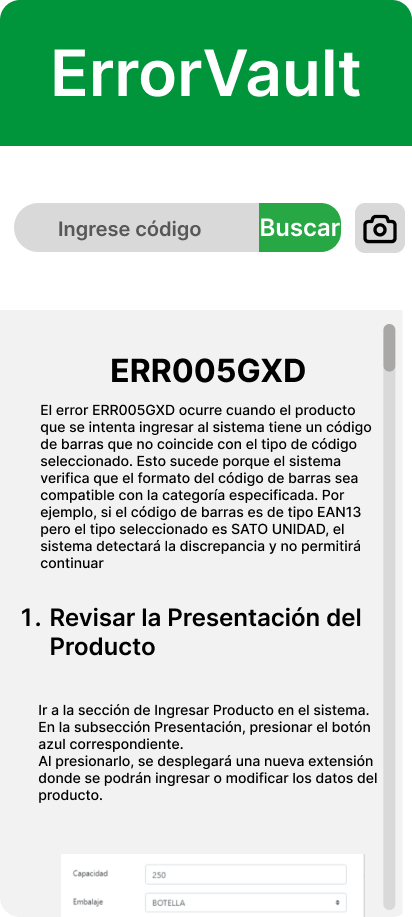 ErrorVault
Ingrese código
Buscar
ERR005GXD
El error ERR005GXD ocurre cuando el producto
que se intenta ingresar al sistema tiene un código
de barras que no coincide con el tipo de código
seleccionado. Esto sucede porque el sistema
verifica que el formato del código de barras sea
compatible con la categoría especificada. Por
ejemplo, si el código de barras es de tipo EAN13
pero el tipo seleccionado es SATO UNIDAD, el
sistema detectará la discrepancia y no permitirá
continuar
1. Revisar la Presentación del
Producto
Ir a la sección de Ingresar Producto en el sistema.
En la subsección Presentación, presionar el botón
azul correspondiente.
Al presionarlo, se desplegará una nueva extensión
donde se podrán ingresar o modificar los datos del
producto.
Capacidad
250
Embalaje
BOTELLA